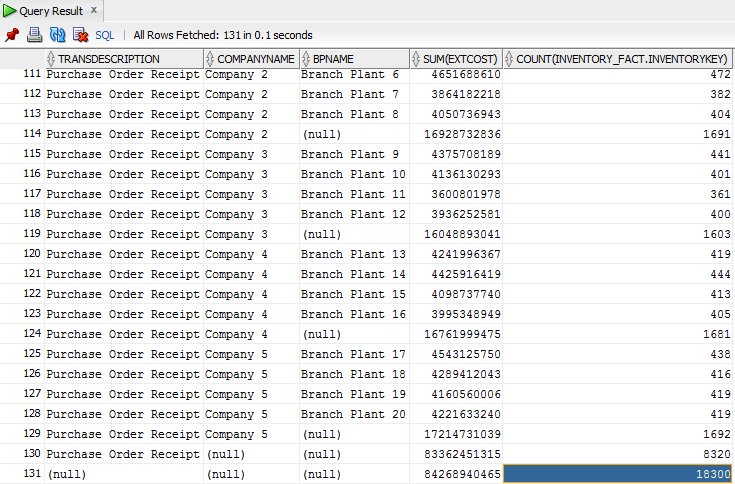 Query Result x
SQL | All Rows Fetched: 131 in 0.1 seconds
TRANSDESCRIPTION COMPANYNAME BPNAME SUM(EXTCOST) COUNT(INVENTORY_FACT.INVENTORYKEY)
111 Purchase Order Receipt Company 2 Branch Plant 6 4651688610 472
112 Purchase Order Receipt Company 2 Branch Plant 7 3864182218 382
113 Purchase Order Receipt Company 2 Branch Plant 8 4050736943 404
114 Purchase Order Receipt Company 2 (null) 16928732836 1691
115 Purchase Order Receipt Company 3 Branch Plant 9 4375708189 441
116 Purchase Order Receipt Company 3 Branch Plant 10 4136130293 401
117 Purchase Order Receipt Company 3 Branch Plant 11 3600801978 361
118 Purchase Order Receipt Company 3 Branch Plant 12 3936252581 400
119 Purchase Order Receipt Company 3 (null) 16048893041 1603
120 Purchase Order Receipt Company 4 Branch Plant 13 4241996367 419
121 Purchase Order Receipt Company 4 Branch Plant 14 4425916419 444
122 Purchase Order Receipt Company 4 Branch Plant 15 4098737740 413
123 Purchase Order Receipt Company 4 Branch Plant 16 3995348949 405
124 Purchase Order Receipt Company 4 (null) 16761999475 1681
125 Purchase Order Receipt Company 5 Branch Plant 17 4543125750 438
126 Purchase Order Receipt Company 5 Branch Plant 18 4289412043 416
127 Purchase Order Receipt Company 5 Branch Plant 19 4160560006 419
128 Purchase Order Receipt Company 5 Branch Plant 20 4221633240 419
129 Purchase Order Receipt Company 5 (null) 17214731039 1692
130 Purchase Order Receipt (null) (null) 83362451315 8320
131 (null) (null) (null) 84268940465 18300